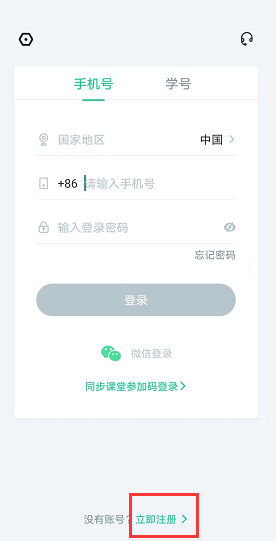 手机号 学号
国家地区 中国
+86 请输入手机号
输入登录密码
忘记密码
登录
微信登录
同步课堂参加码登录
没有账号？立即注册